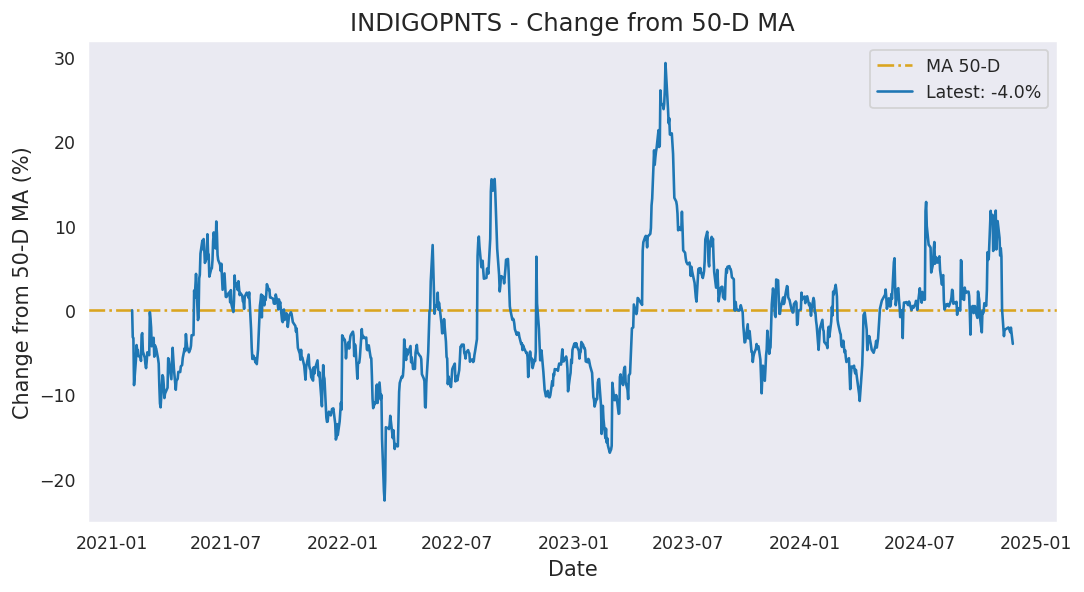 INDIGOPNTS - Change from 50-D MA
MA 50-D
Latest: -4.0%
Change from 50-D MA (%)
30
20
10
0
−10
−20
2021-01 2021-07 2022-01 2022-07 2023-01 2023-07 2024-01 2024-07 2025-01
Date